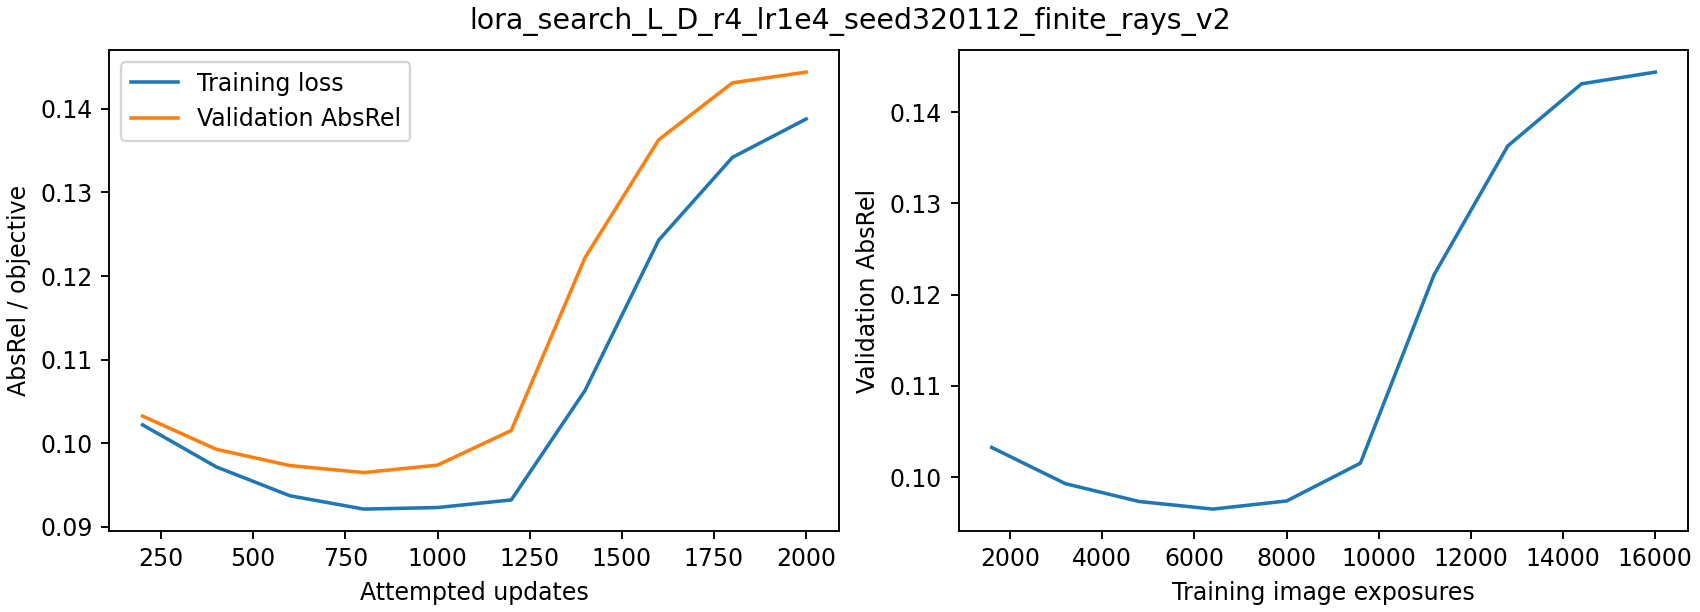 lora_search_L_D_r4_lr1e4_seed320112_finite_rays_v2
Training loss
Validation AbsRel
AbsRel / objective
0.14
0.13
0.12
0.11
0.10
0.09
250 500 750 1000 1250 1500 1750 2000
Attempted updates
Validation AbsRel
0.14
0.13
0.12
0.11
0.10
2000 4000 6000 8000 10000 12000 14000 16000
Training image exposures